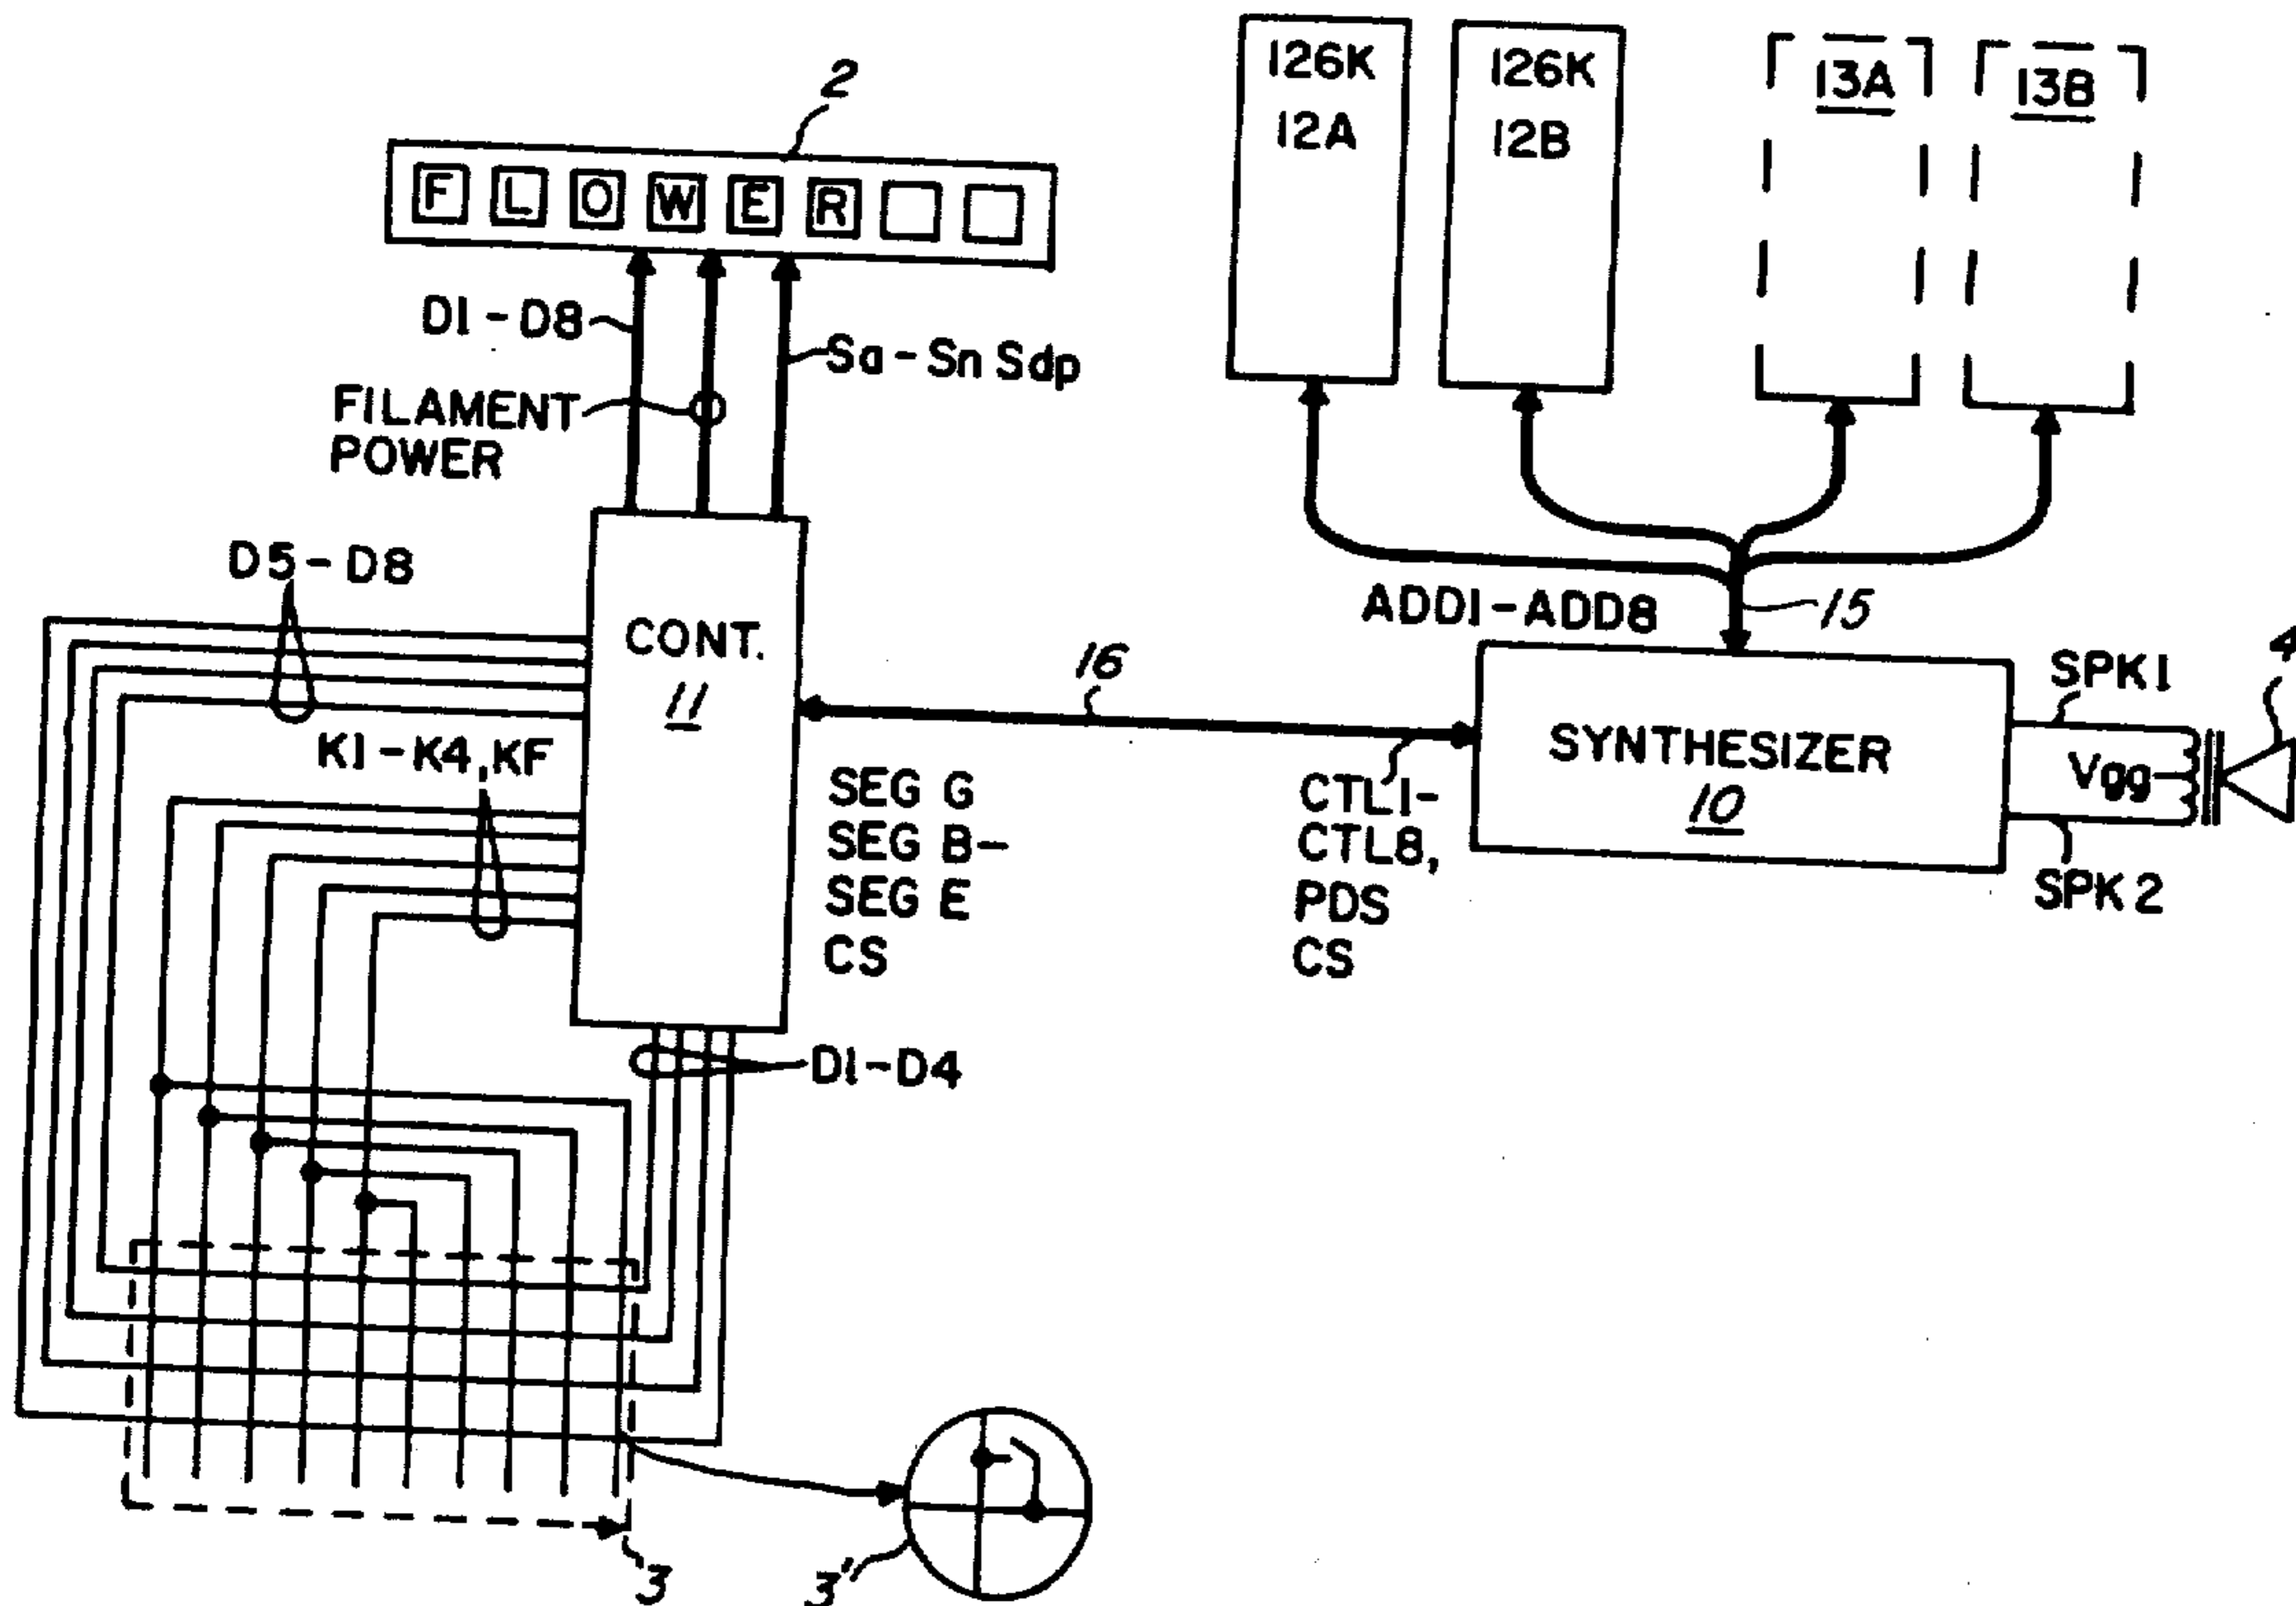 2
126K
12A
126K
12B
13A
13B
F L O W E R
D1-D8
Sa-Sn Sdp
FILAMENT
POWER
D5-D8
CONT.
11
K1-K4, KF
ADD1-ADD8
15
16
SEG G
SEG B-
SEG E
CS
CTL1-
CTL8,
PDS
CS
SYNTHESIZER
10
SPK1
4
Vgg
SPK2
D1-D4
3
3'